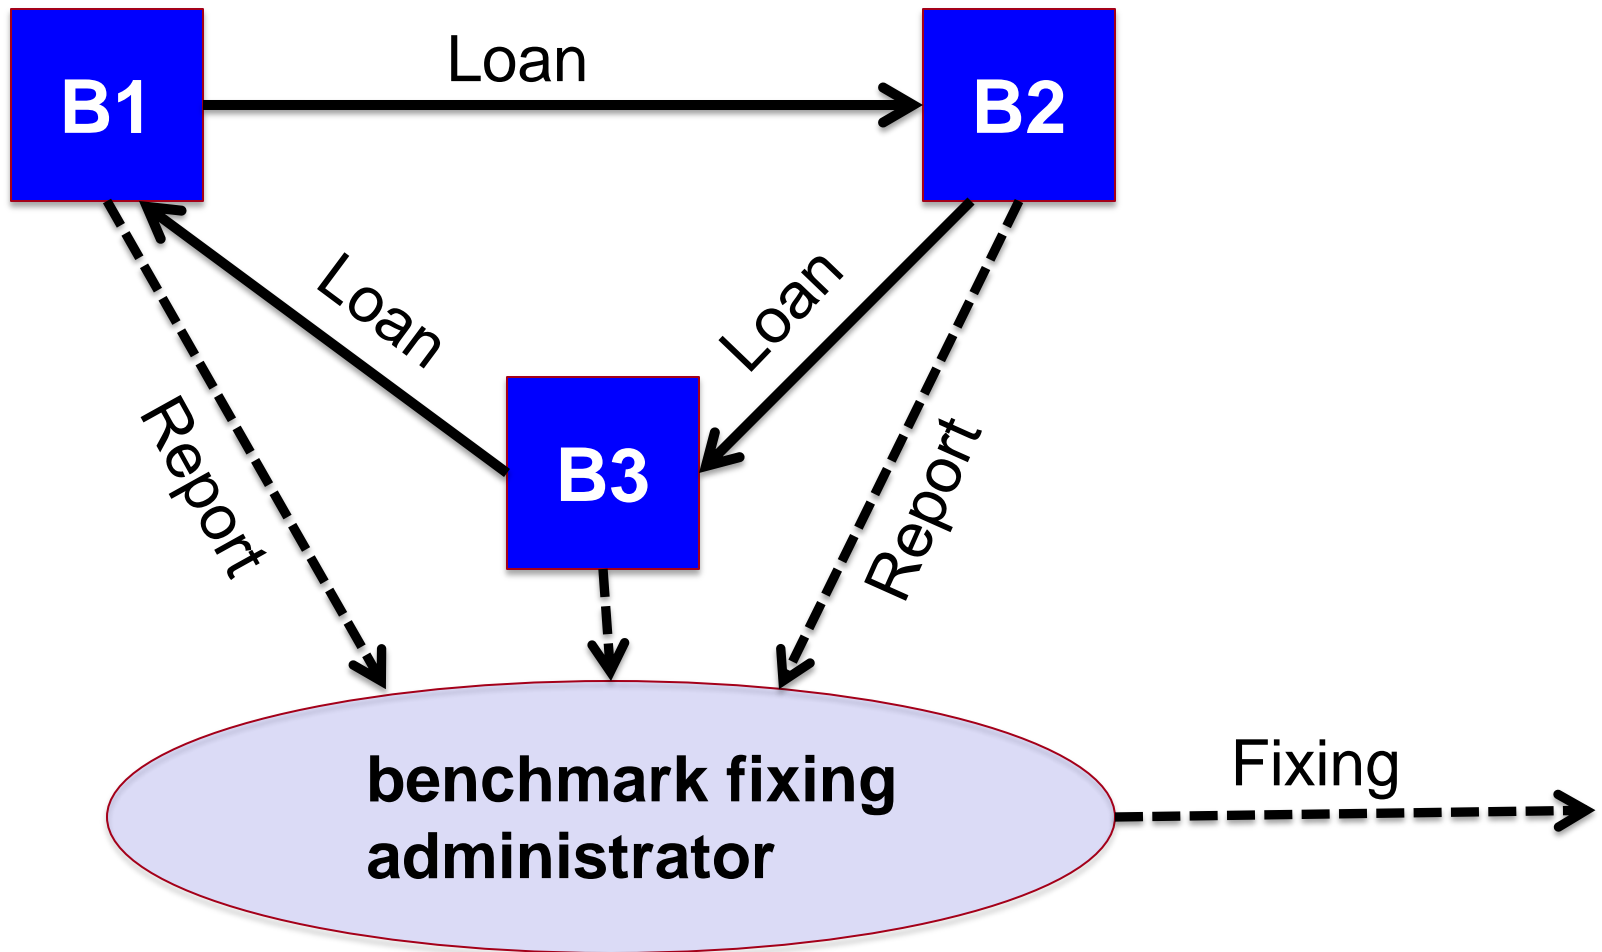 Loan
B1
B2
Loan
Loan
Report
B3
Report
benchmark fixing
administrator
Fixing